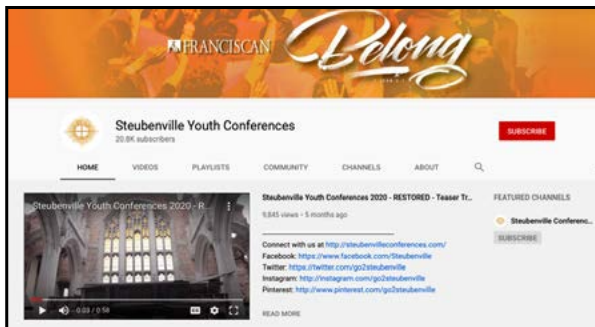 FRANCISCAN
Belong
Steubenville Youth Conferences
20.8K subscribers
SUBSCRIBE
HOME VIDEOS PLAYLISTS COMMUNITY CHANNELS ABOUT
Steubenville Youth Conferences 2020 - R...
0:03 / 0:58
Steubenville Youth Conferences 2020 - RESTORED - Teaser Tr...
9,845 views • 5 months ago
Connect with us at http://steubenvilleconferences.com/
Facebook: https://www.facebook.com/Steubenville
Twitter: https://twitter.com/go2steubenville
Instagram: http://instagram.com/go2steubenville
Pinterest: http://www.pinterest.com/go2steubenville
READ MORE
FEATURED CHANNELS
Steubenville Conferenc...
SUBSCRIBE